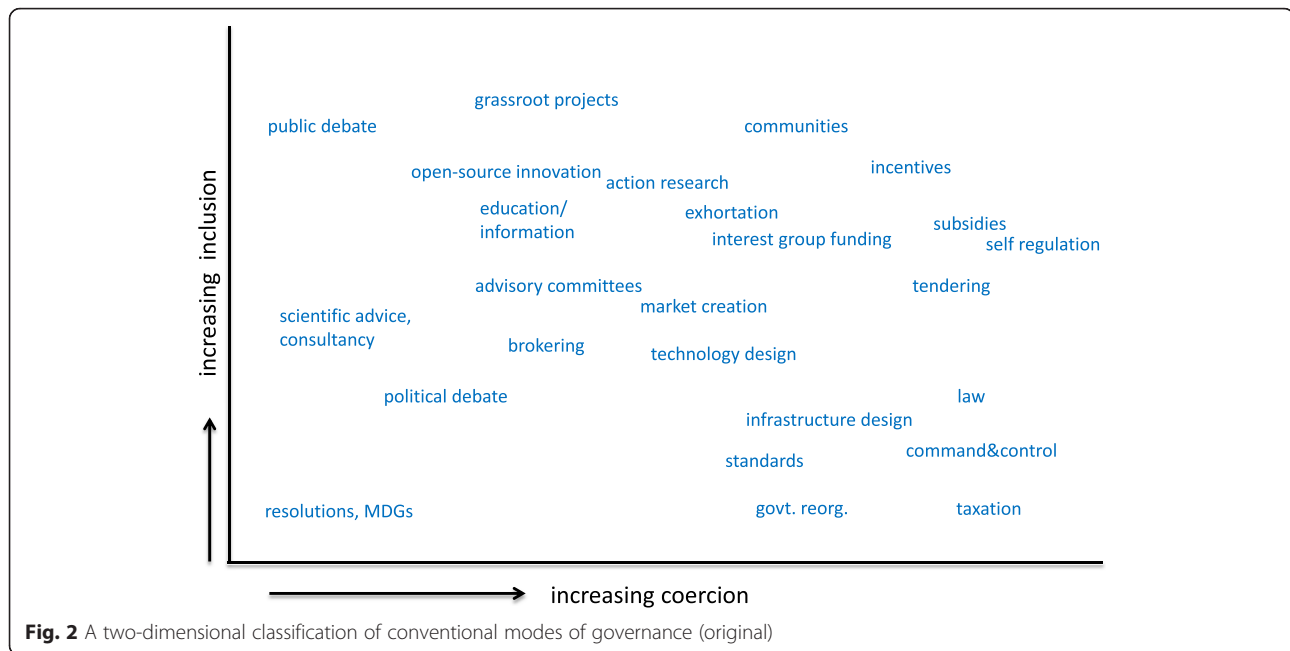 grassroot projects
public debate
communities
incentives
open-source innovation
action research
education/
information
exhortation
subsidies
interest group funding
self regulation
advisory committees
tendering
market creation
scientific advice,
consultancy
brokering
technology design
political debate
law
infrastructure design
command&control
standards
resolutions, MDGs
govt. reorg.
taxation
increasing inclusion
increasing coercion
Fig. 2 A two-dimensional classification of conventional modes of governance (original)